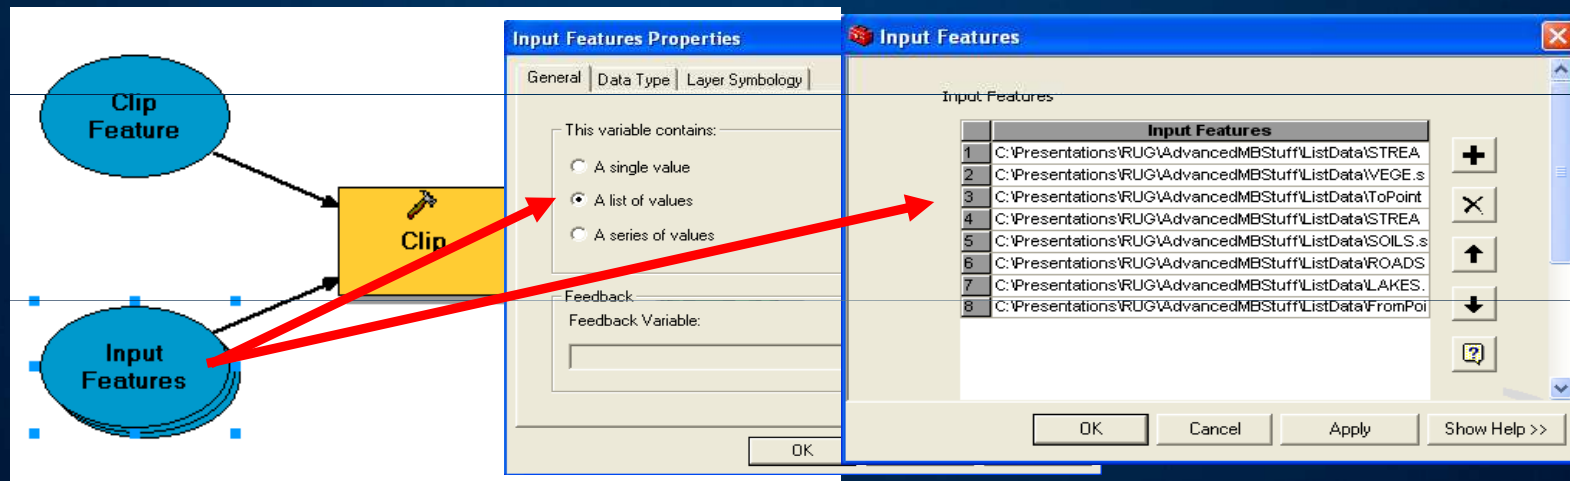 Clip
Feature
Clip
Input
Features
Input Features Properties
General
Data Type
Layer Symbology
This variable contains:
A single value
A list of values
A series of values
Feedback
Feedback Variable:
OK
Input Features
Input Features
Input Features
1 C:\Presentations\RUG\AdvancedMBStuff\ListData\STREA
2 C:\Presentations\RUG\AdvancedMBStuff\ListData\VEGE.s
3 C:\Presentations\RUG\AdvancedMBStuff\ListData\ToPoint
4 C:\Presentations\RUG\AdvancedMBStuff\ListData\STREA
5 C:\Presentations\RUG\AdvancedMBStuff\ListData\SOILS.s
6 C:\Presentations\RUG\AdvancedMBStuff\ListData\ROADS
7 C:\Presentations\RUG\AdvancedMBStuff\ListData\LAKES.
8 C:\Presentations\RUG\AdvancedMBStuff\ListData\FromPoi
OK
Cancel
Apply
Show Help >>